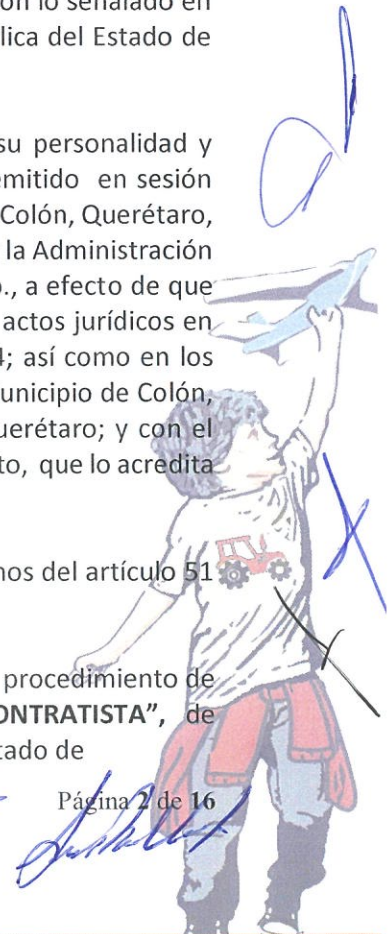 on lo señalado en
lica del Estado de
su personalidad y
emitido en sesión
Colón, Querétaro,
la Administración
o., a efecto de que
actos jurídicos en
4; así como en los
unicipio de Colón,
uerétaro; y con el
to, que lo acredita
nos del artículo 51
procedimiento de
ONTRATISTA", de
tado de
Página 2 de 16